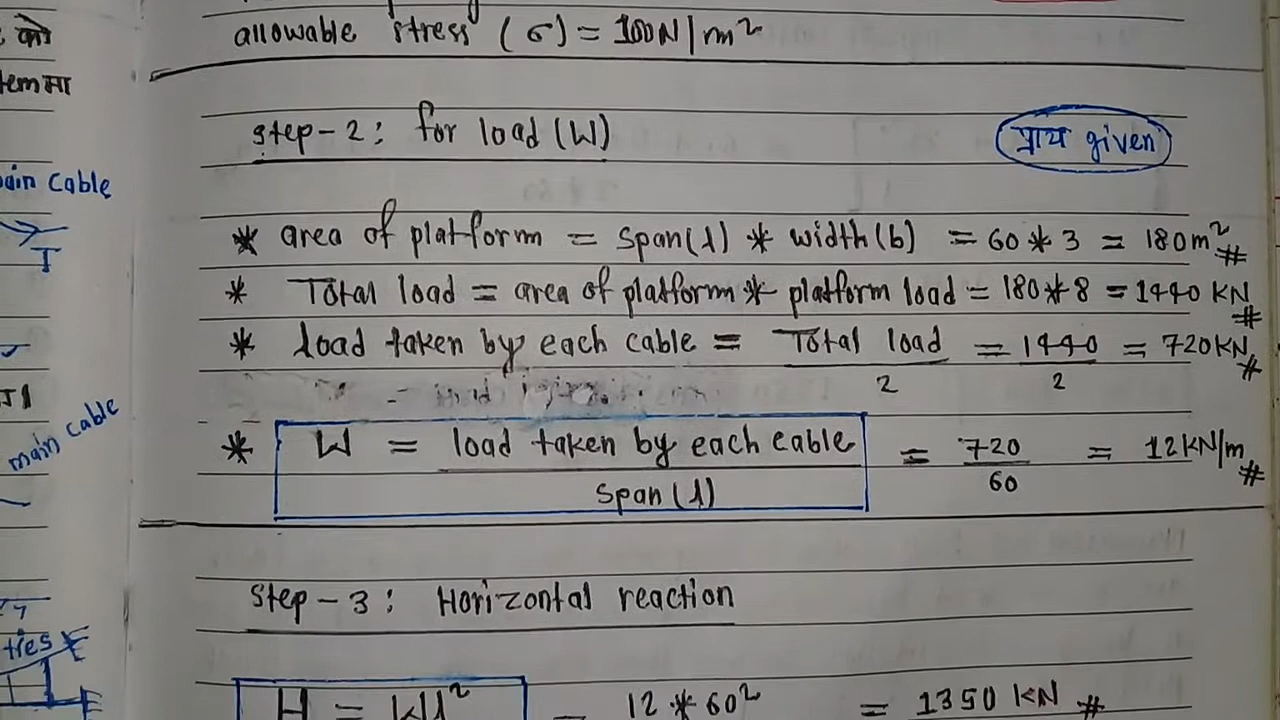 को
allowable stress (σ) = 100N/m²
temमा
step-2: for load (W)
प्राय given
main cable
T
* area of platform = span(l) * width(b) = 60 * 3 = 180m² #
* Total load = area of platform * platform load = 180*8 = 1440 KN #
* load taken by each cable = Total load / 2 = 1440 / 2 = 720KN #
main cable
* W = load taken by each cable / span(l) = 720 / 60 = 12KN/m #
step-3: Horizontal reaction
ties
H = wl² = 12 * 60² = 1350 KN #